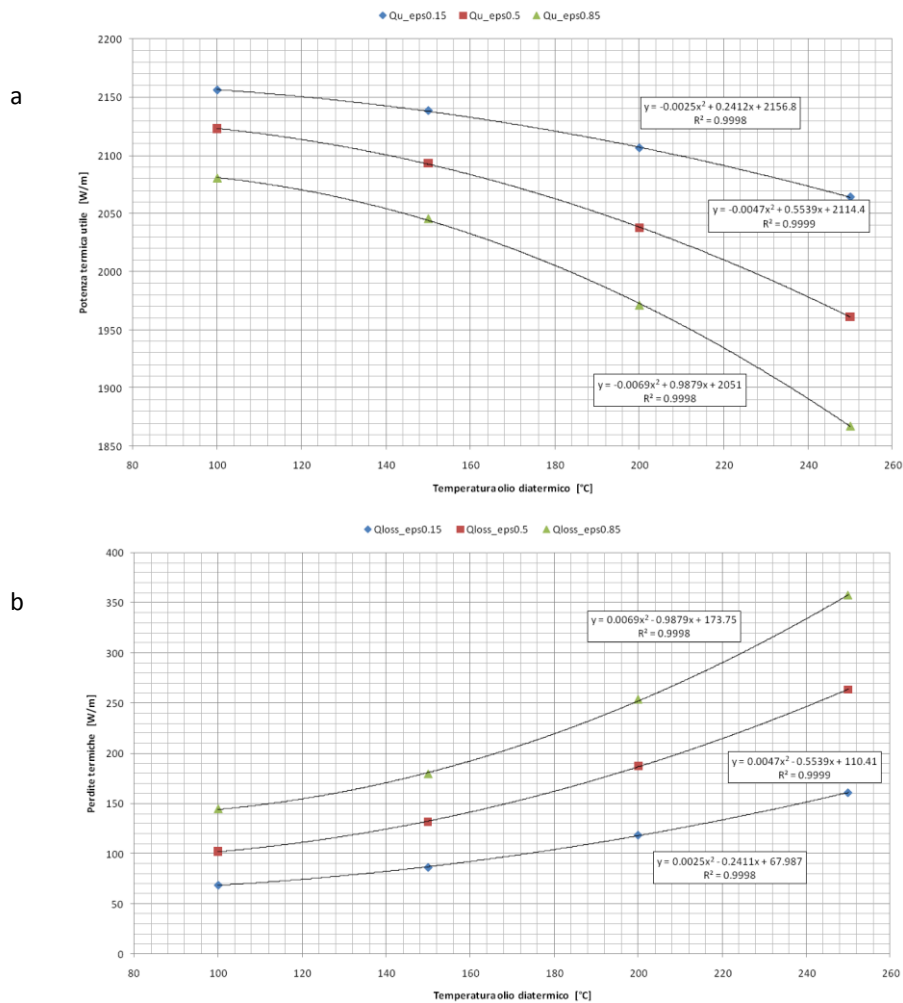 Qu_eps0.15 Qu_eps0.5 Qu_eps0.85
a
2200
2150
2100
2050
2000
1950
1900
1850
Potenza termica utile [W/m]
y = -0.0025x² + 0.2412x + 2156.8
R² = 0.9998
y = -0.0047x² + 0.5539x + 2114.4
R² = 0.9999
y = -0.0069x² + 0.9879x + 2051
R² = 0.9998
80 100 120 140 160 180 200 220 240 260
Temperatura olio diatermico [°C]
Qloss_eps0.15 Qloss_eps0.5 Qloss_eps0.85
b
400
350
300
250
200
150
100
50
0
Perdite termiche [W/m]
y = 0.0069x² - 0.9879x + 173.75
R² = 0.9998
y = 0.0047x² - 0.5539x + 110.41
R² = 0.9999
y = 0.0025x² - 0.2411x + 67.987
R² = 0.9998
80 100 120 140 160 180 200 220 240 260
Temperatura olio diatermico [°C]